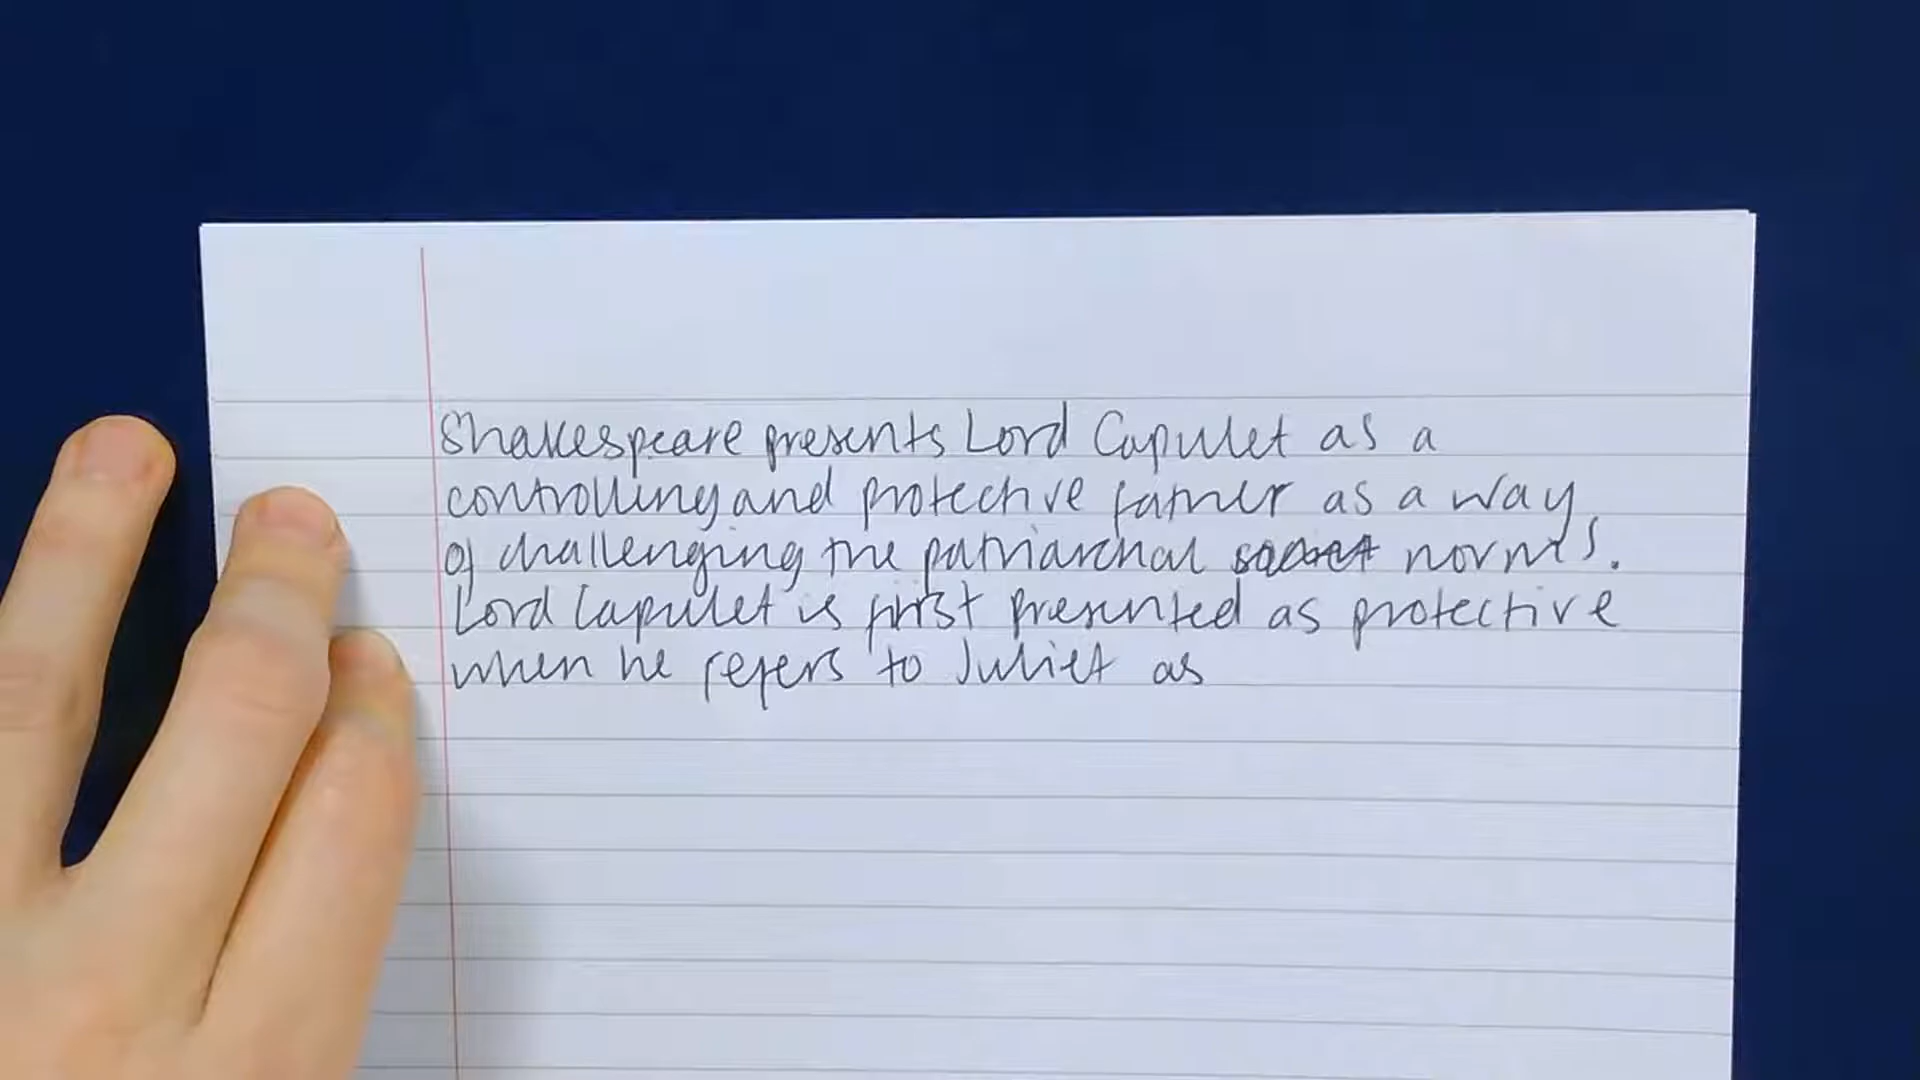 Shakespeare presents Lord Capulet as a
controlling and protective father as a way
of challenging the patriarchal norms.
Lord Capulet is first presented as protective
when he refers to Juliet as